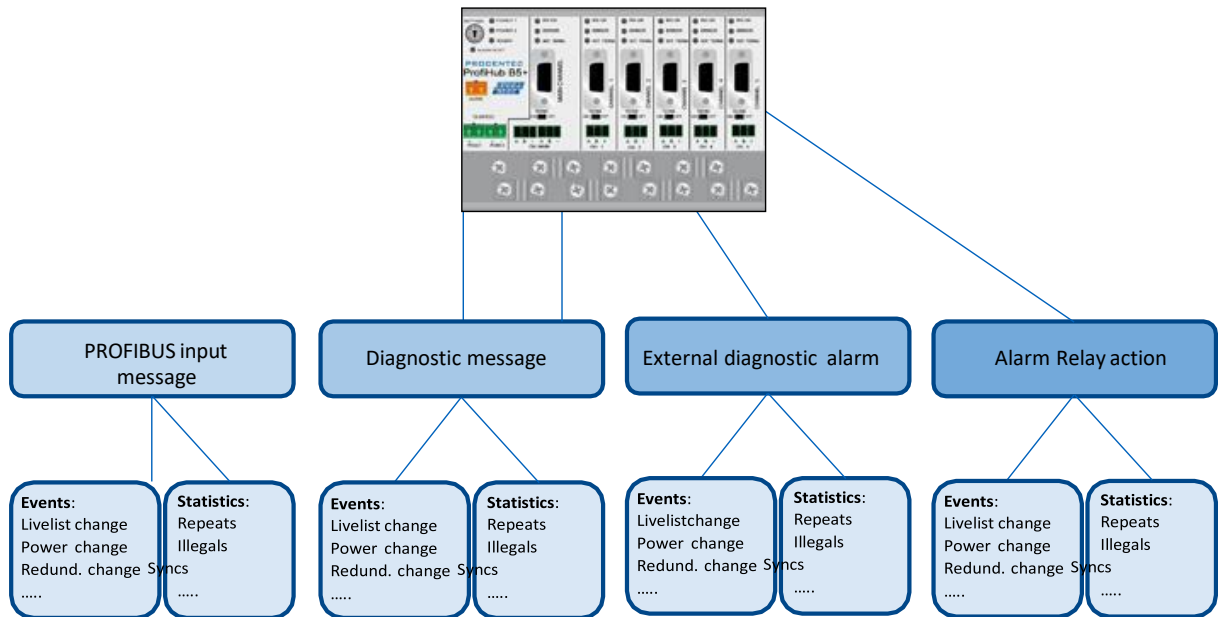 PROCENTEC
ProfiHub B5+
MAIN CHANNEL
PROFIBUS input
message
Diagnostic message
External diagnostic alarm
Alarm Relay action
Events:
Livelist change
Power change
Redund. change
.....
Statistics:
Repeats
Illegals
Syncs
.....
Events:
Livelist change
Power change
Redund. change
.....
Statistics:
Repeats
Illegals
Syncs
.....
Events:
Livelistchange
Power change
Redund. change
.....
Statistics:
Repeats
Illegals
Syncs
.....
Events:
Livelist change
Power change
Redund. change
.....
Statistics:
Repeats
Illegals
Syncs
.....